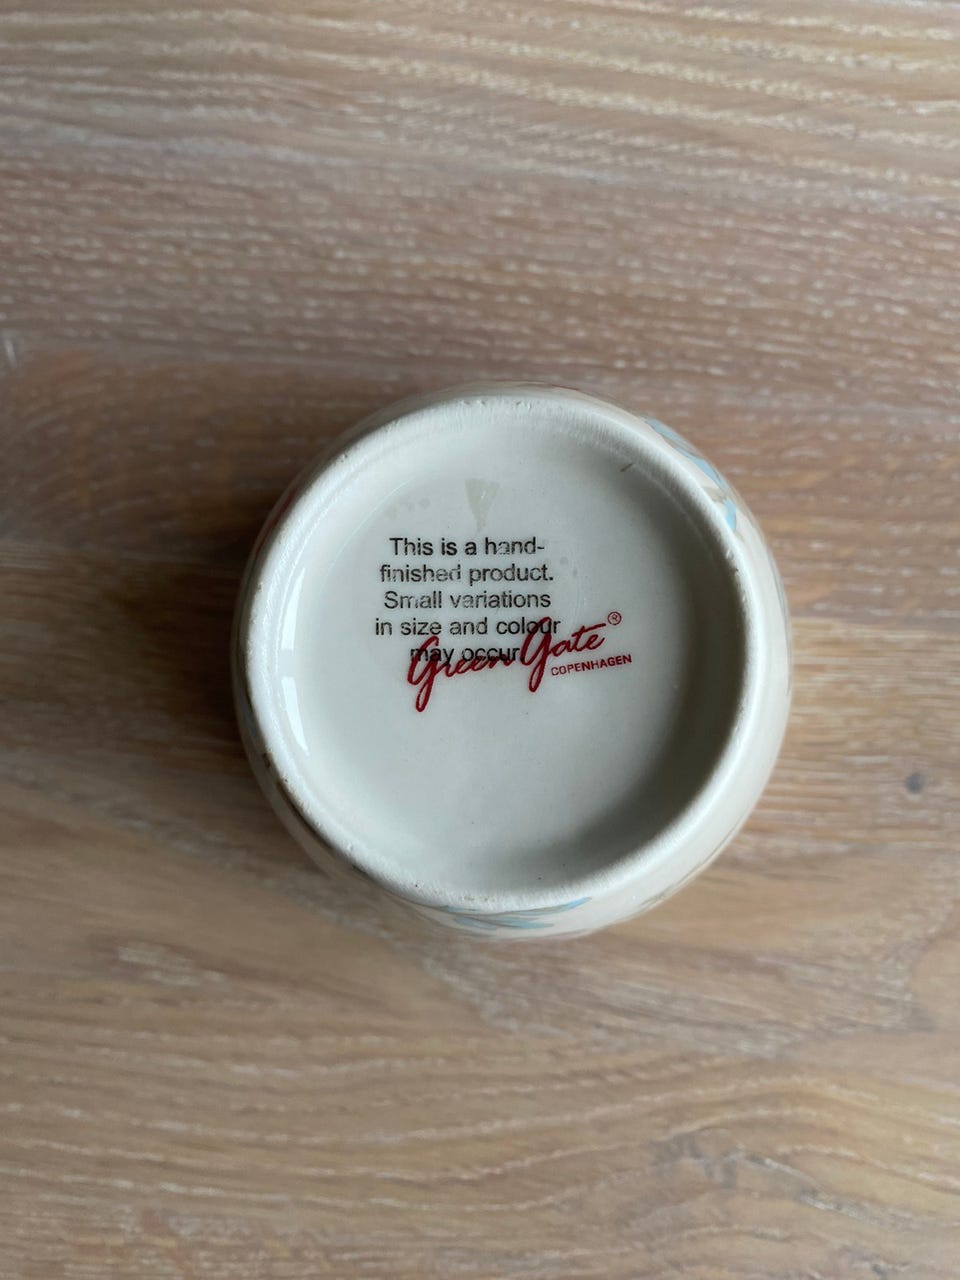 This is a hand-
finished product.
Small variations
in size and colour
may occur
GreenGate®
COPENHAGEN